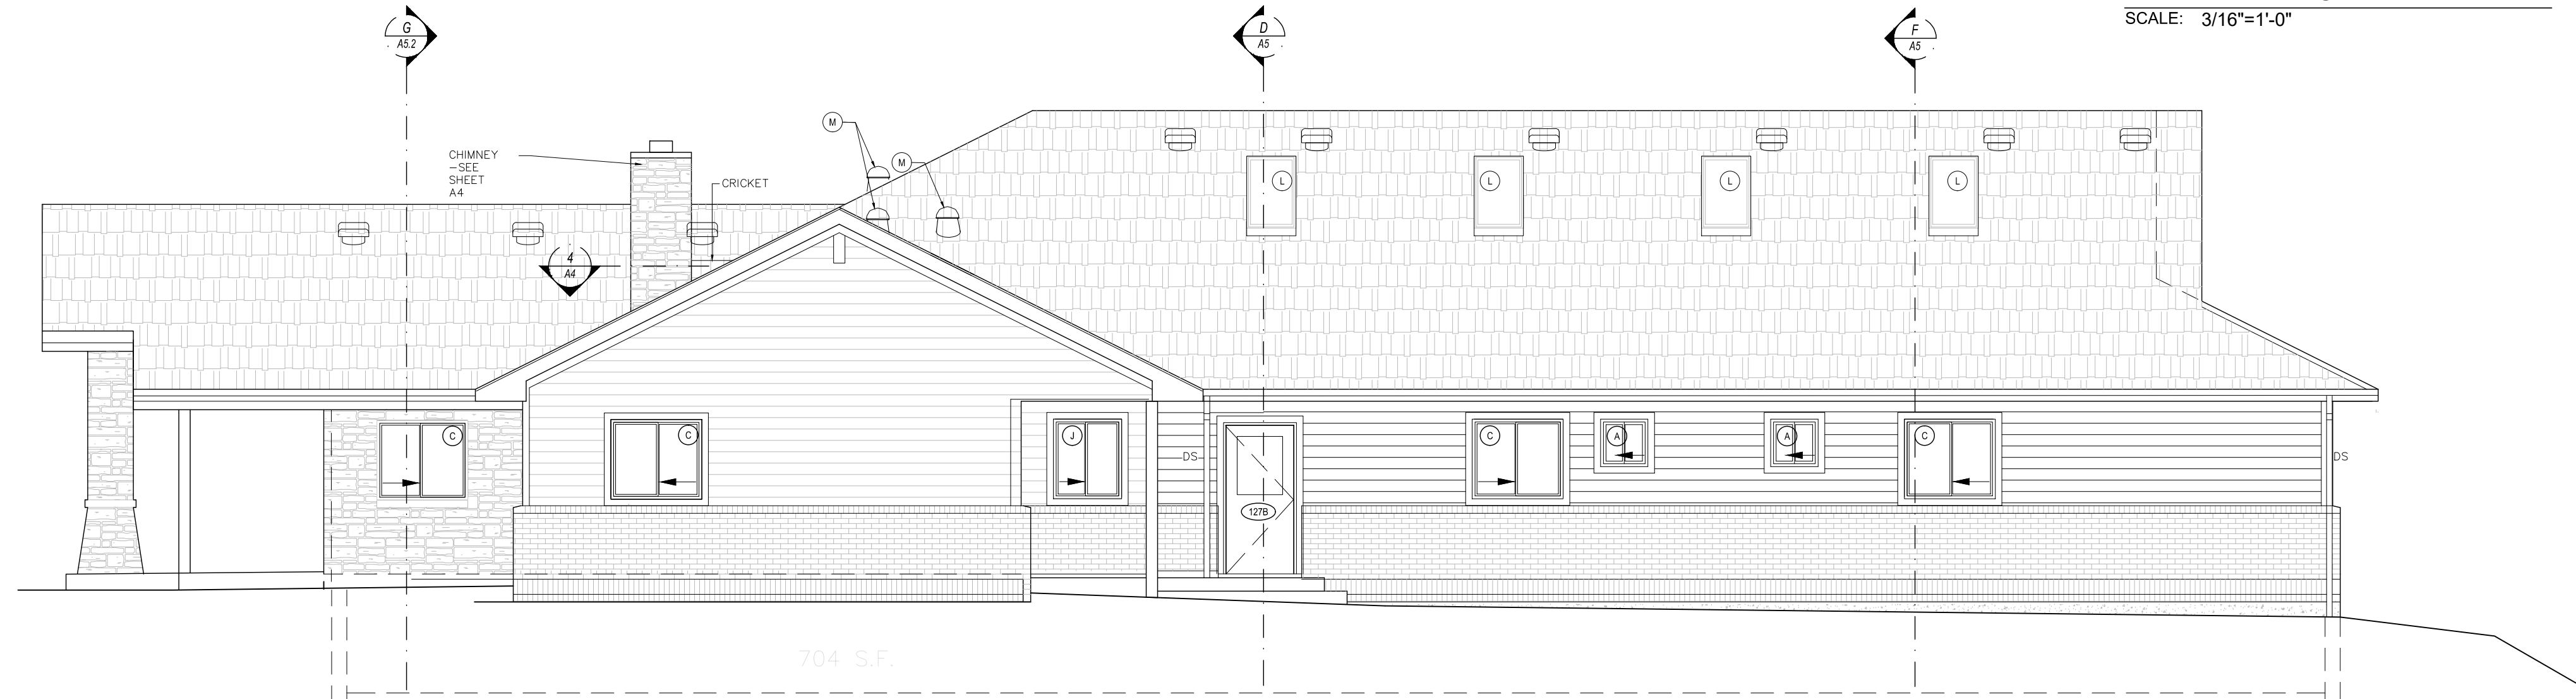 G
A5.2
D
A5
F
A5
SCALE: 3/16"=1'-0"
M
M
CHIMNEY
-SEE
SHEET
A4
CRICKET
L
L
L
L
4
A4
C
C
J
DS
C
A
A
C
DS
127B
704 S.F.